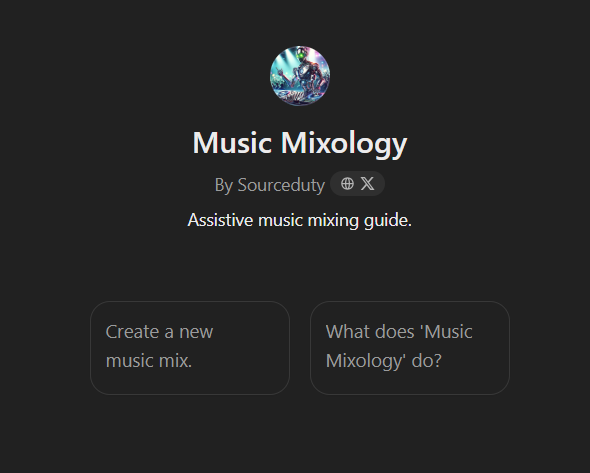 Music Mixology
By Sourceduty
Assistive music mixing guide.
Create a new
music mix.
What does 'Music
Mixology' do?